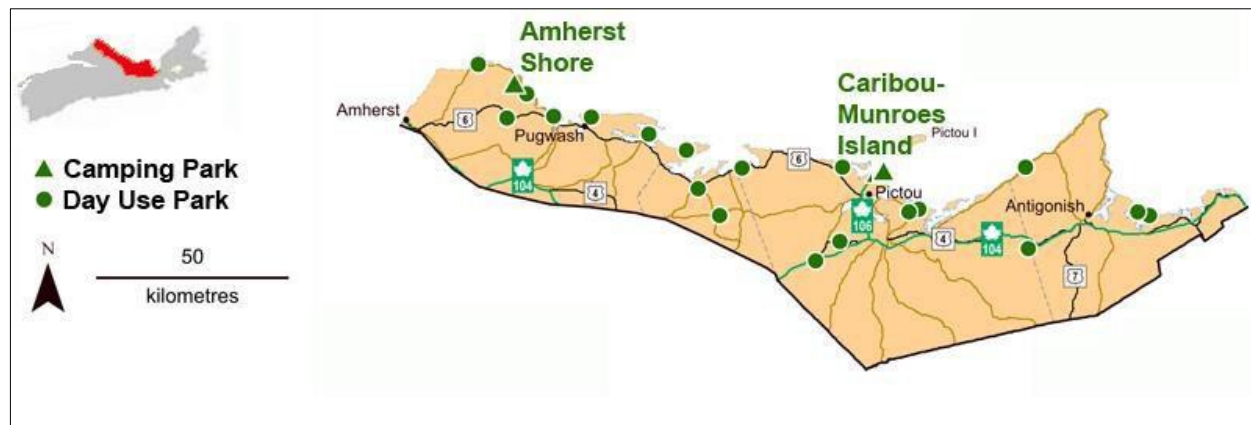 Amherst
Shore
Caribou-
Munroes
Island
Amherst
6
Pugwash
Pictou I
6
104
4
Pictou
106
Antigonish
4
104
7
Camping Park
Day Use Park
N
50
kilometres